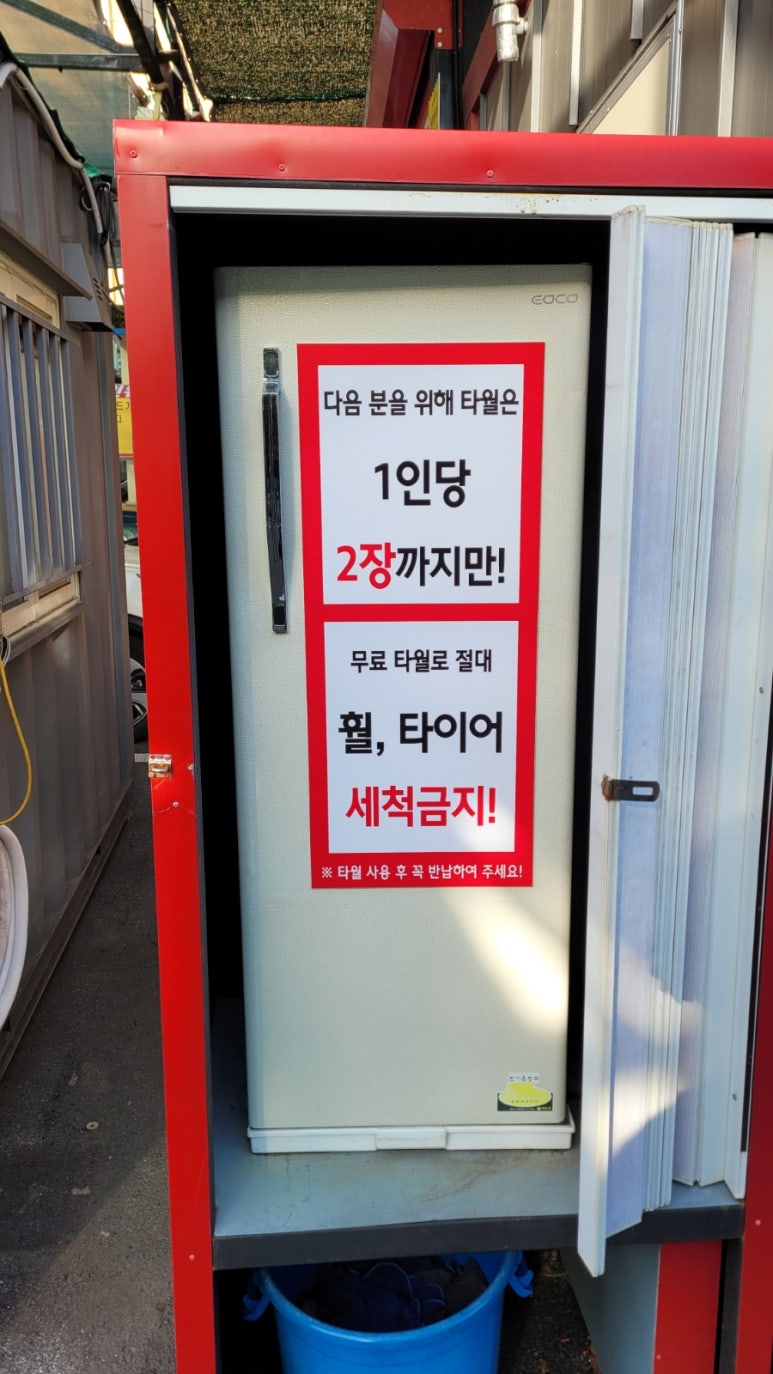 EOCO
다음 분을 위해 타월은
1인당
2장까지만!
무료 타월로 절대
훨, 타이어
세척금지!
※ 타월 사용 후 꼭 반납하여 주세요!